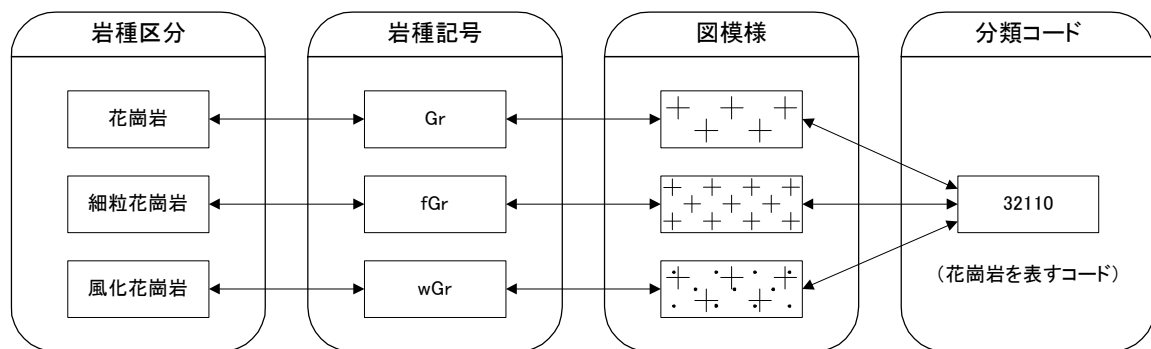 岩種区分
岩種記号
図模様
分類コード
花崗岩
Gr
細粒花崗岩
fGr
32110
風化花崗岩
wGr
(花崗岩を表すコード)